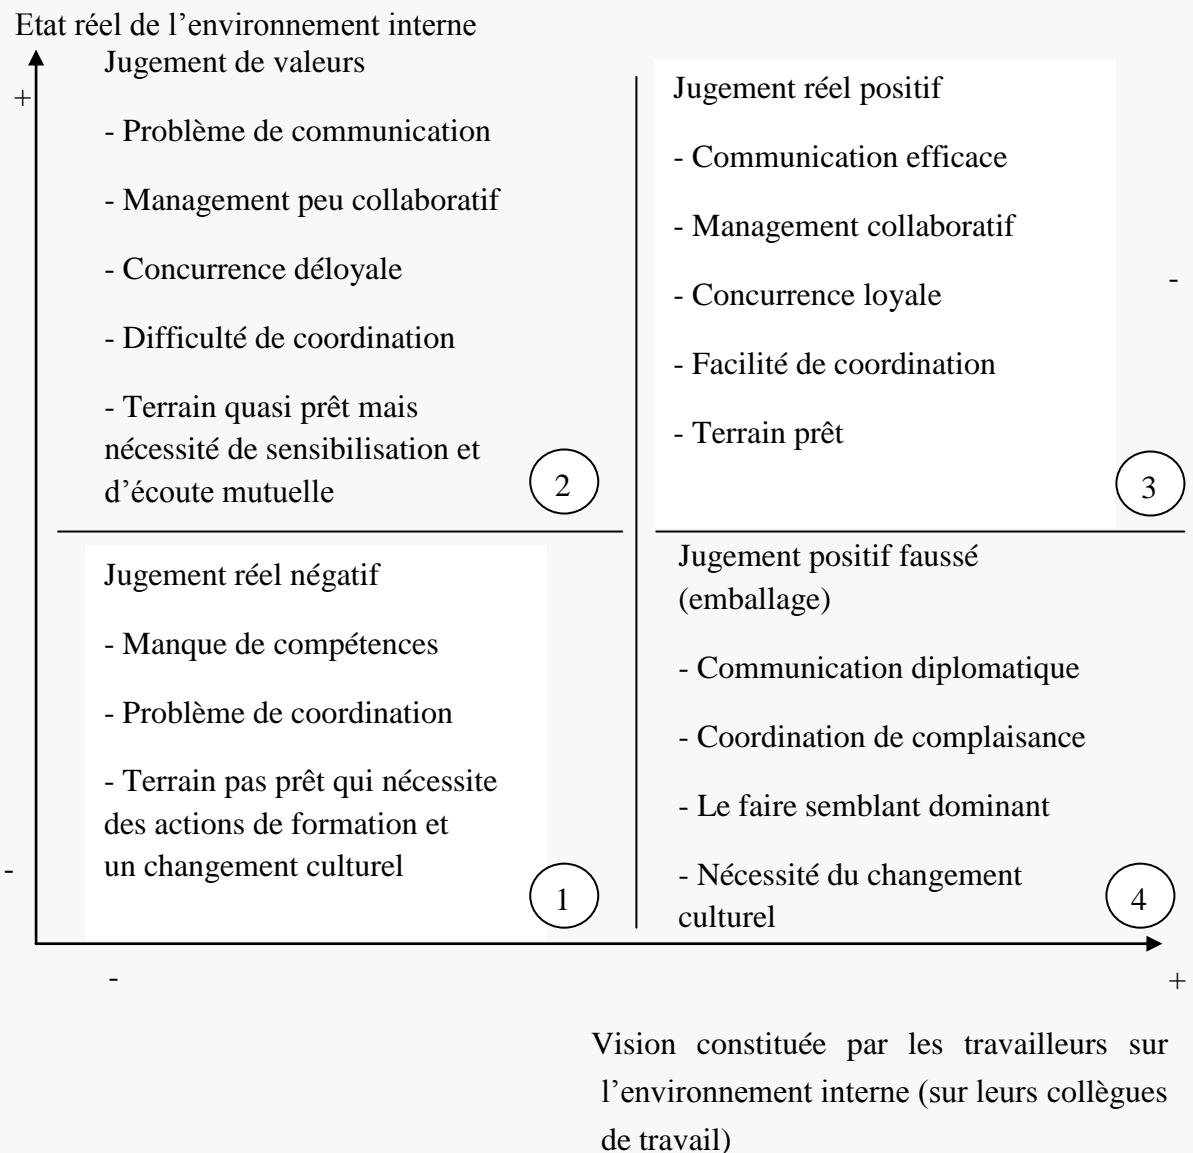 Etat réel de l’environnement interne
+
Jugement de valeurs
- Problème de communication
- Management peu collaboratif
- Concurrence déloyale
- Difficulté de coordination
- Terrain quasi prêt mais
nécessité de sensibilisation et
d’écoute mutuelle
2
Jugement réel positif
- Communication efficace
- Management collaboratif
- Concurrence loyale
- Facilité de coordination
- Terrain prêt
3
-
Jugement réel négatif
- Manque de compétences
- Problème de coordination
- Terrain pas prêt qui nécessite
des actions de formation et
un changement culturel
1
-
Jugement positif faussé
(emballage)
- Communication diplomatique
- Coordination de complaisance
- Le faire semblant dominant
- Nécessité du changement
culturel
4
-
+
Vision constituée par les travailleurs sur
l’environnement interne (sur leurs collègues
de travail)